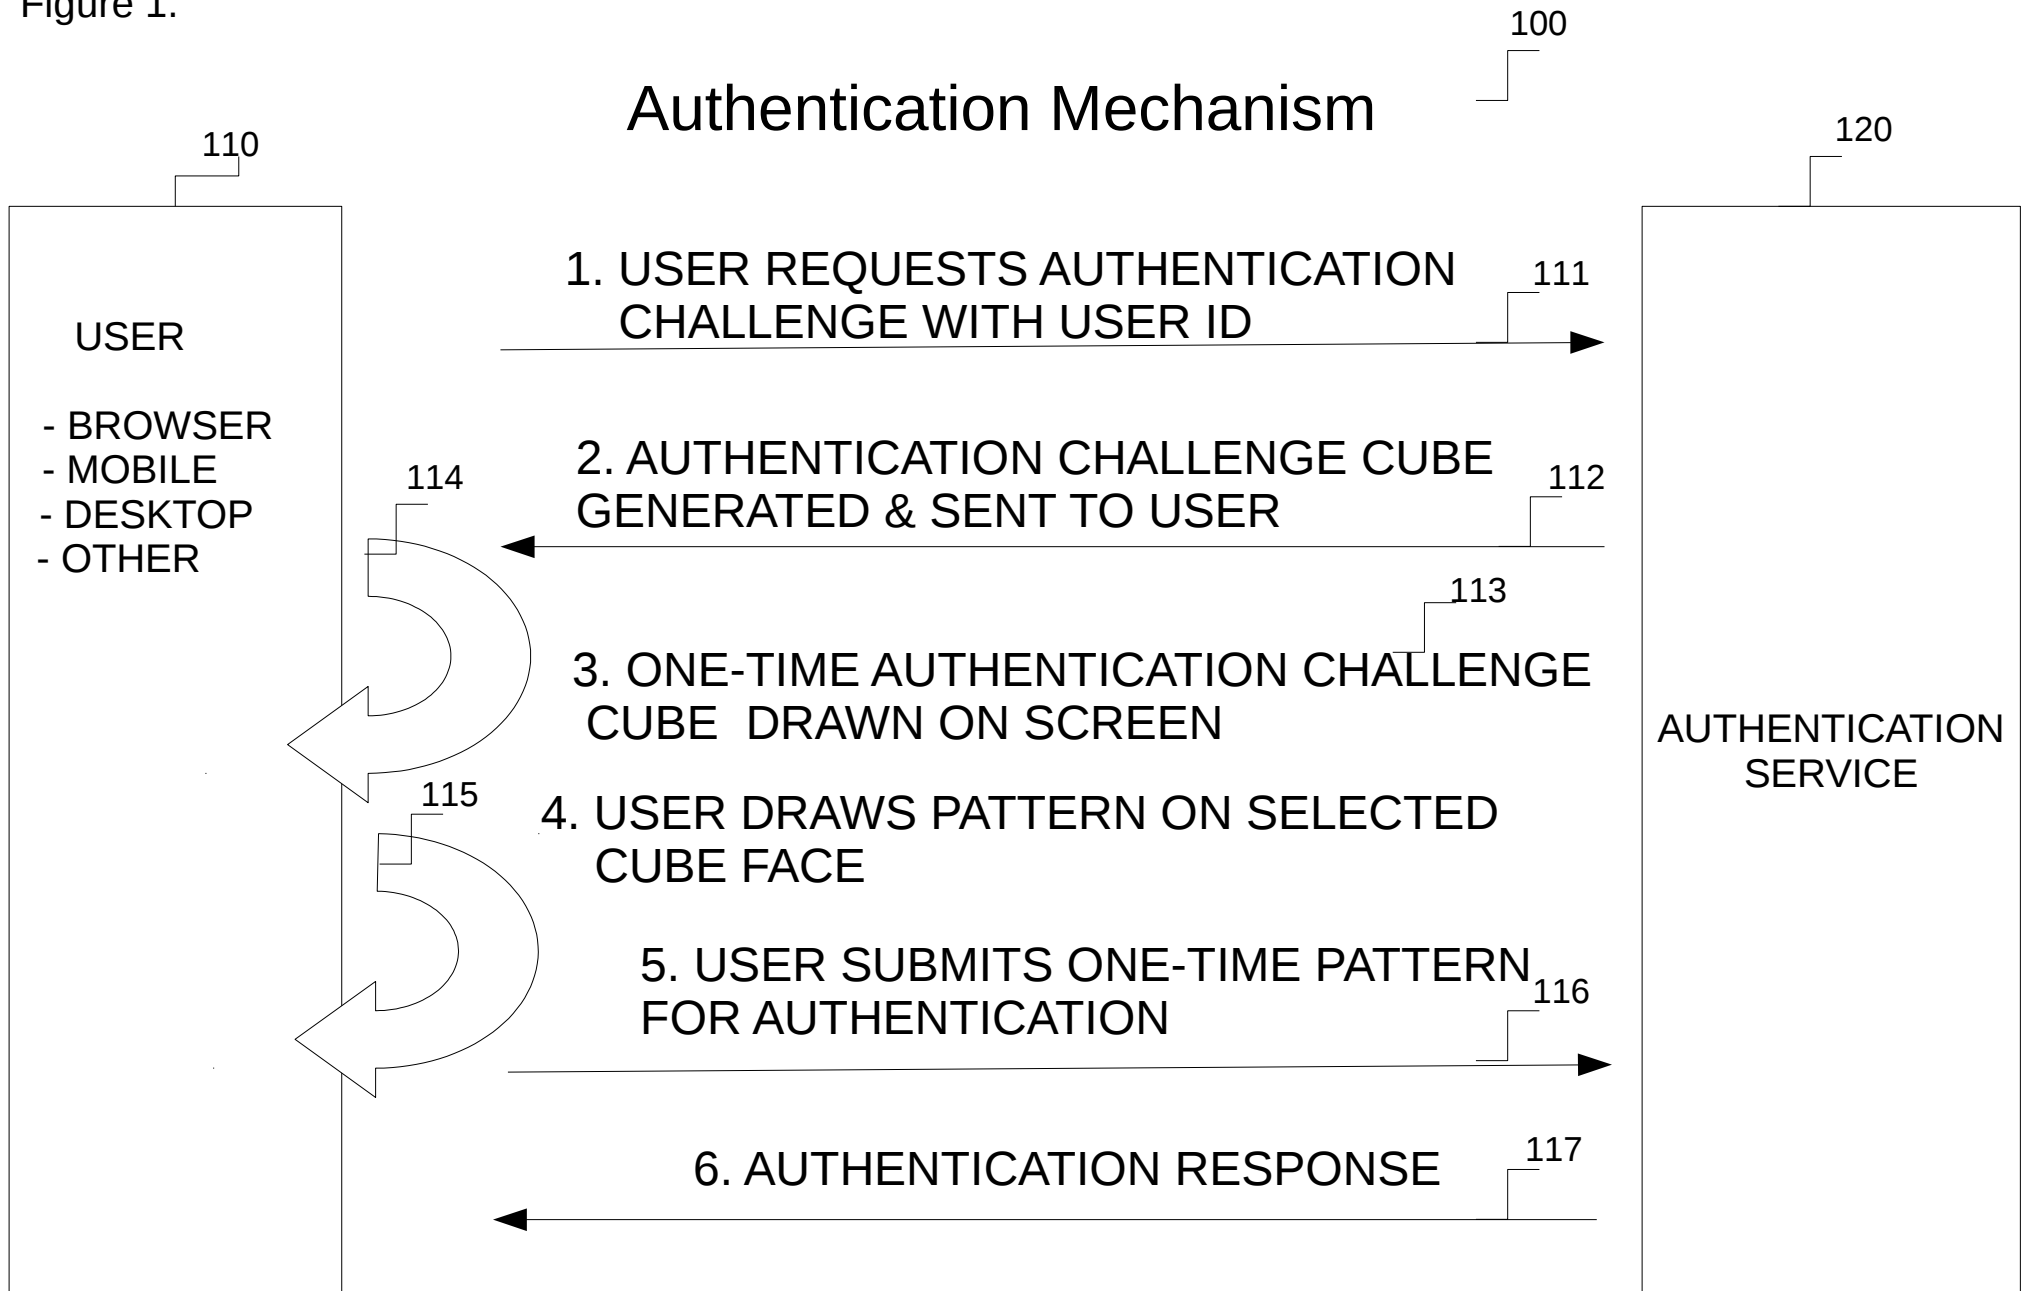 Figure 1.
100
Authentication Mechanism
110
120
USER
- BROWSER
- MOBILE
- DESKTOP
- OTHER
1. USER REQUESTS AUTHENTICATION
CHALLENGE WITH USER ID
111
2. AUTHENTICATION CHALLENGE CUBE
GENERATED & SENT TO USER
112
114
113
3. ONE-TIME AUTHENTICATION CHALLENGE
CUBE DRAWN ON SCREEN
115
4. USER DRAWS PATTERN ON SELECTED
CUBE FACE
5. USER SUBMITS ONE-TIME PATTERN
FOR AUTHENTICATION
116
6. AUTHENTICATION RESPONSE
117
AUTHENTICATION
SERVICE